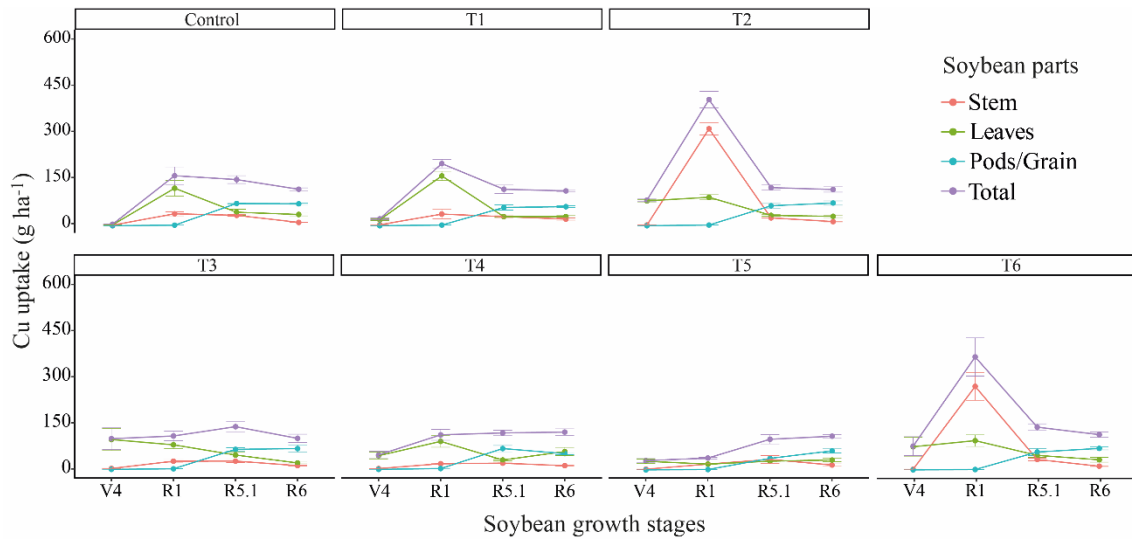 Control T1 T2
600
450
300
150
0
Soybean parts
Stem
Leaves
Pods/Grain
Total
Cu uptake (g ha⁻¹)
T3 T4 T5 T6
600
450
300
150
0
V4 R1 R5.1 R6 V4 R1 R5.1 R6 V4 R1 R5.1 R6 V4 R1 R5.1 R6
Soybean growth stages